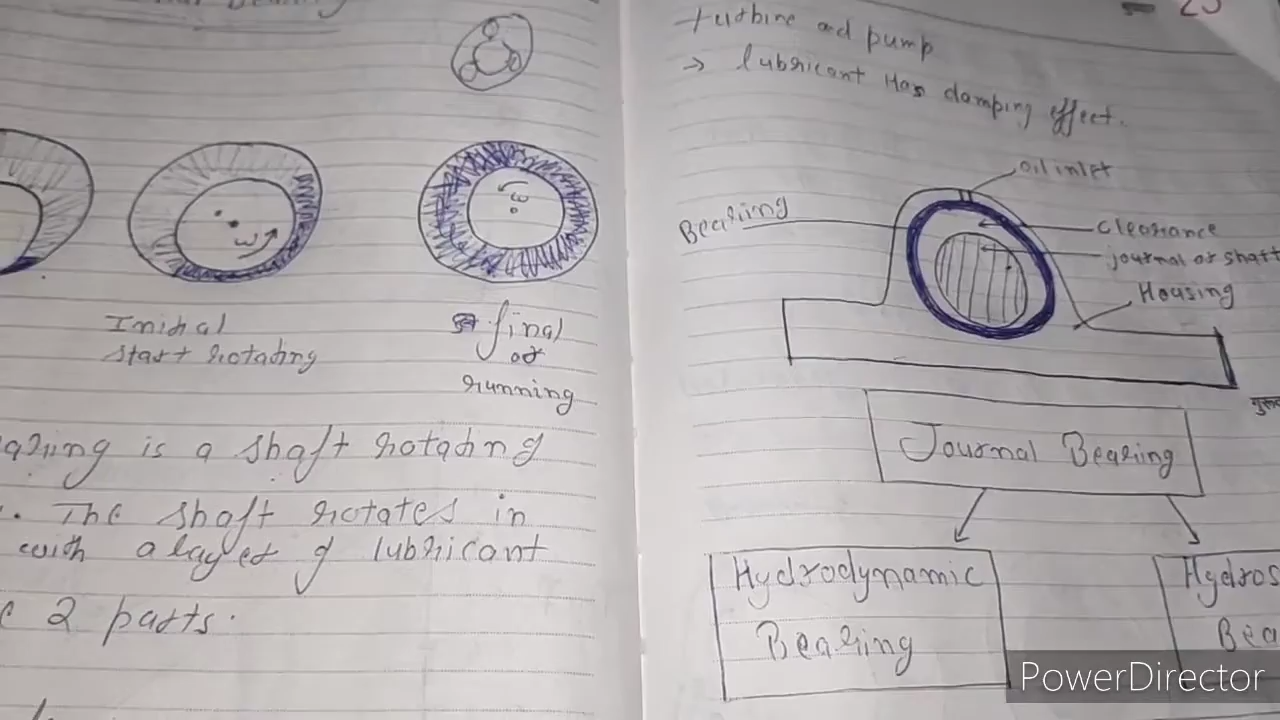 Initial
start rotating
final
or
running
is a shaft rotating
. The shaft rotates in
with a layer of lubricant
2 parts.
turbine and pump
→ lubricant Has damping effect.
oil inlet
Bearing
Clearance
journal or shaft
Housing
Journal Bearing
Hydrodynamic
Bearing
PowerDirector